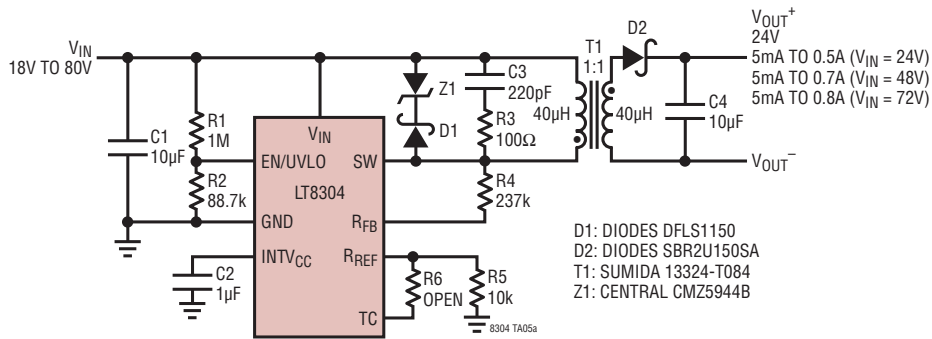 VIN
18V TO 80V
C1
10µF
R1
1M
R2
88.7k
VIN
EN/UVLO
SW
LT8304
GND
RFB
INTVCC
RREF
TC
C2
1µF
Z1
D1
C3
220pF
R3
100Ω
R4
237k
R6
OPEN
R5
10k
8304 TA05a
T1
1:1
40µH
40µH
D2
C4
10µF
VOUT+
24V
5mA TO 0.5A (VIN = 24V)
5mA TO 0.7A (VIN = 48V)
5mA TO 0.8A (VIN = 72V)
VOUT–
D1: DIODES DFLS1150
D2: DIODES SBR2U150SA
T1: SUMIDA 13324-T084
Z1: CENTRAL CMZ5944B